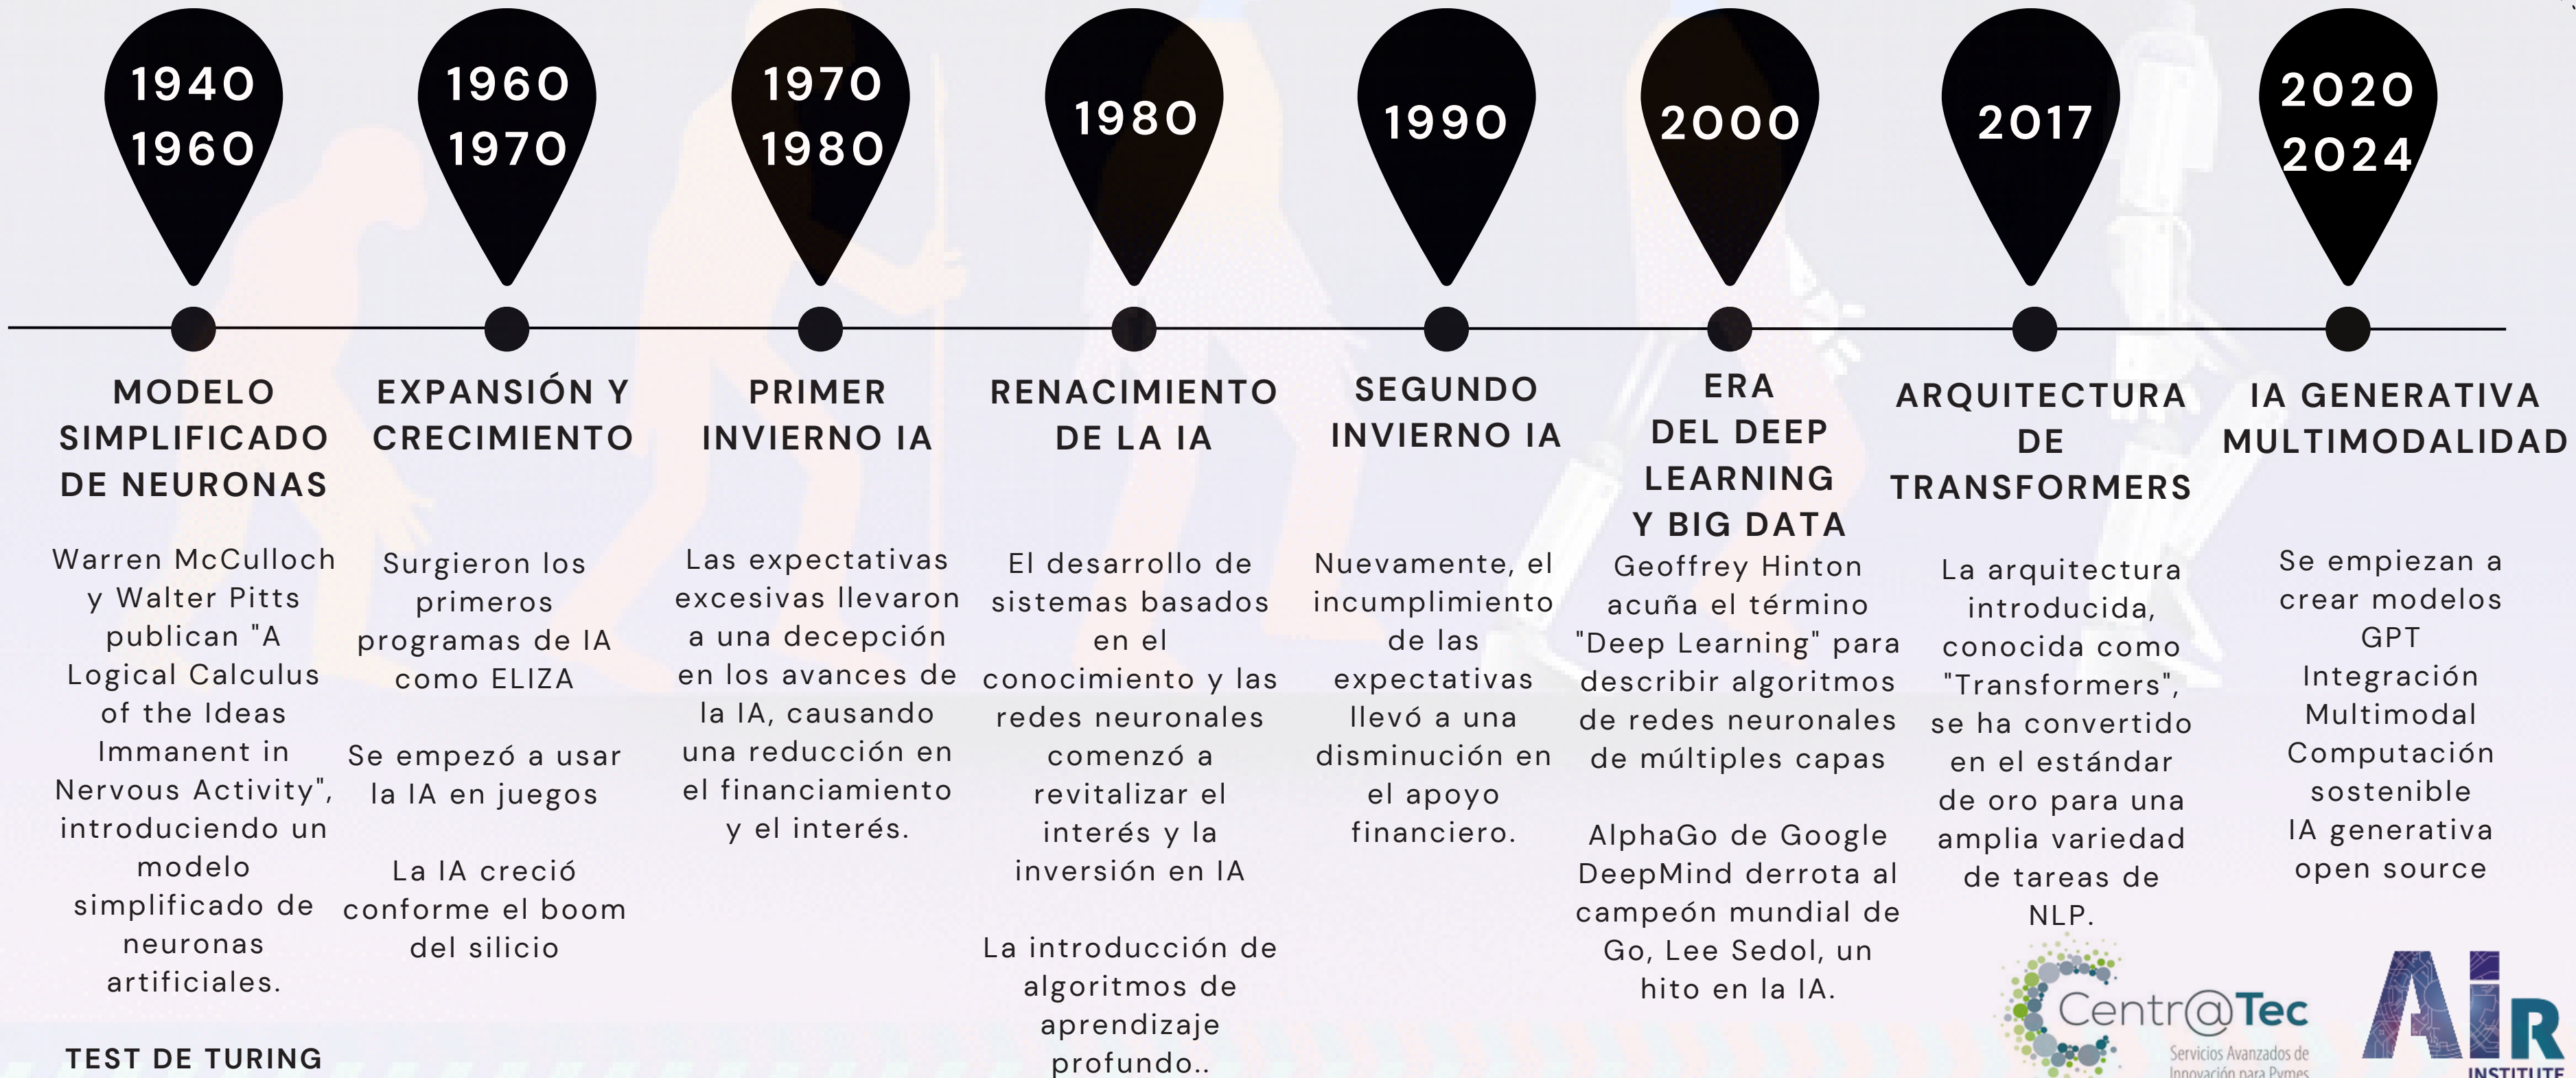 1940
1960
1960
1970
1970
1980
1980
1990
2000
2017
2020
2024
MODELO
SIMPLIFICADO
DE NEURONAS
Warren McCulloch
y Walter Pitts
publican "A
Logical Calculus
of the Ideas
Immanent in
Nervous Activity",
introduciendo un
modelo
simplificado de
neuronas
artificiales.
TEST DE TURING
EXPANSIÓN Y
CRECIMIENTO
Surgieron los
primeros
programas de IA
como ELIZA
Se empezó a usar
la IA en juegos
La IA creció
conforme el boom
del silicio
PRIMER
INVIERNO IA
Las expectativas
excesivas llevaron
a una decepción
en los avances de
la IA, causando
una reducción en
el financiamiento
y el interés.
RENACIMIENTO
DE LA IA
El desarrollo de
sistemas basados
en el
conocimiento y las
redes neuronales
comenzó a
revitalizar el
interés y la
inversión en IA
La introducción de
algoritmos de
aprendizaje
profundo..
SEGUNDO
INVIERNO IA
Nuevamente, el
incumplimiento
de las
expectativas
llevó a una
disminución en
el apoyo
financiero.
ERA
DEL DEEP
LEARNING
Y BIG DATA
Geoffrey Hinton
acuña el término
"Deep Learning" para
describir algoritmos
de redes neuronales
de múltiples capas
AlphaGo de Google
DeepMind derrota al
campeón mundial de
Go, Lee Sedol, un
hito en la IA.
ARQUITECTURA
DE
TRANSFORMERS
La arquitectura
introducida,
conocida como
"Transformers",
se ha convertido
en el estándar
de oro para una
amplia variedad
de tareas de
NLP.
IA GENERATIVA
MULTIMODALIDAD
Se empiezan a
crear modelos
GPT
Integración
Multimodal
Computación
sostenible
IA generativa
open source
Centr@Tec
Servicios Avanzados de
Innovación para Pymes
AIR
INSTITUTE